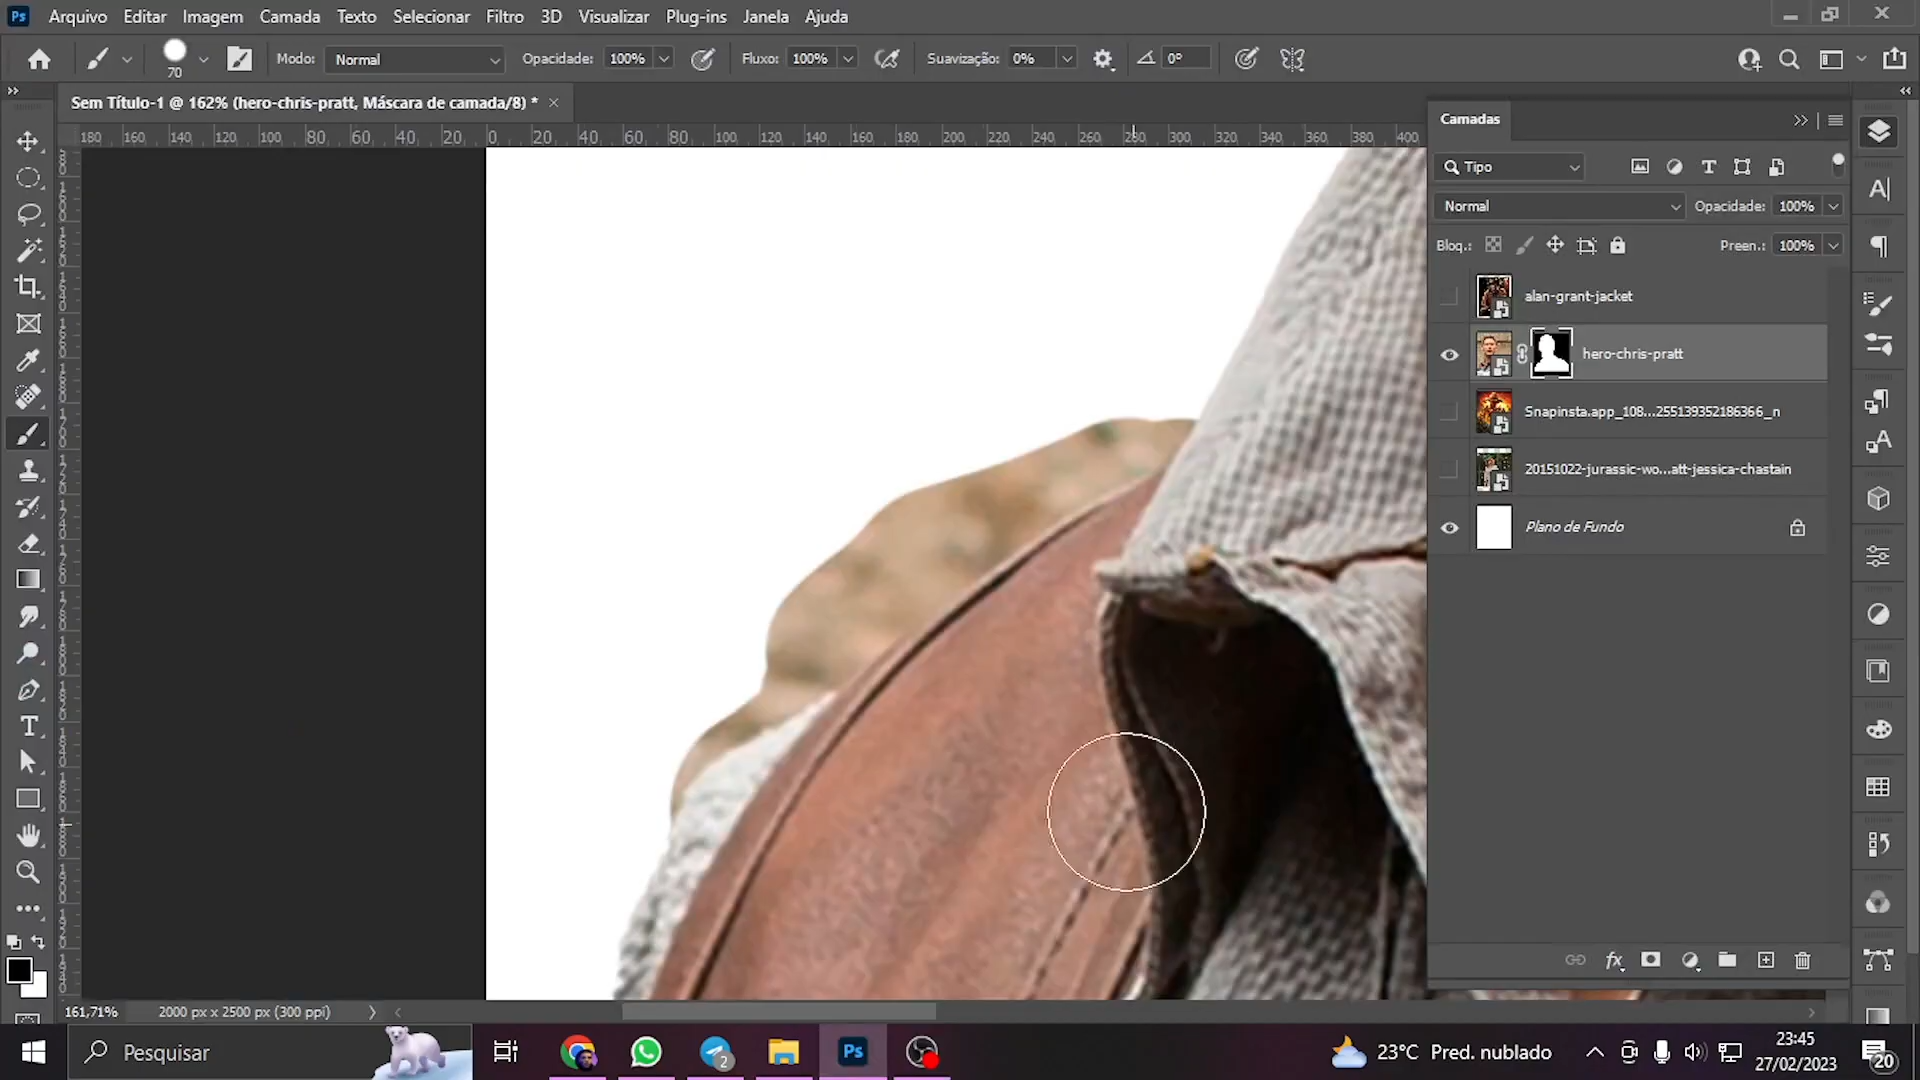 Ps Arquivo Editar Imagem Camada Texto Selecionar Filtro 3D Visualizar Plug-ins Janela Ajuda
70 Modo: Normal Opacidade: 100% Fluxo: 100% Suavização: 0% 0°
Sem Título-1 @ 162% (hero-chris-pratt, Máscara de camada/8) * ×
180 160 140 120 100 80 60 40 20 0 20 40 60 80 100 120 140 160 180 200 220 240 260 280 300 320 340 360 380 400
Camadas
Tipo
Normal Opacidade: 100%
Bloq.: Preen.: 100%
alan-grant-jacket
hero-chris-pratt
Snapinsta.app_108...255139352186366_n
20151022-jurassic-wo...att-jessica-chastain
Plano de Fundo
fx
161,71% 2000 px x 2500 px (300 ppi)
Pesquisar
2
Ps
23°C Pred. nublado
23:45
27/02/2023
20